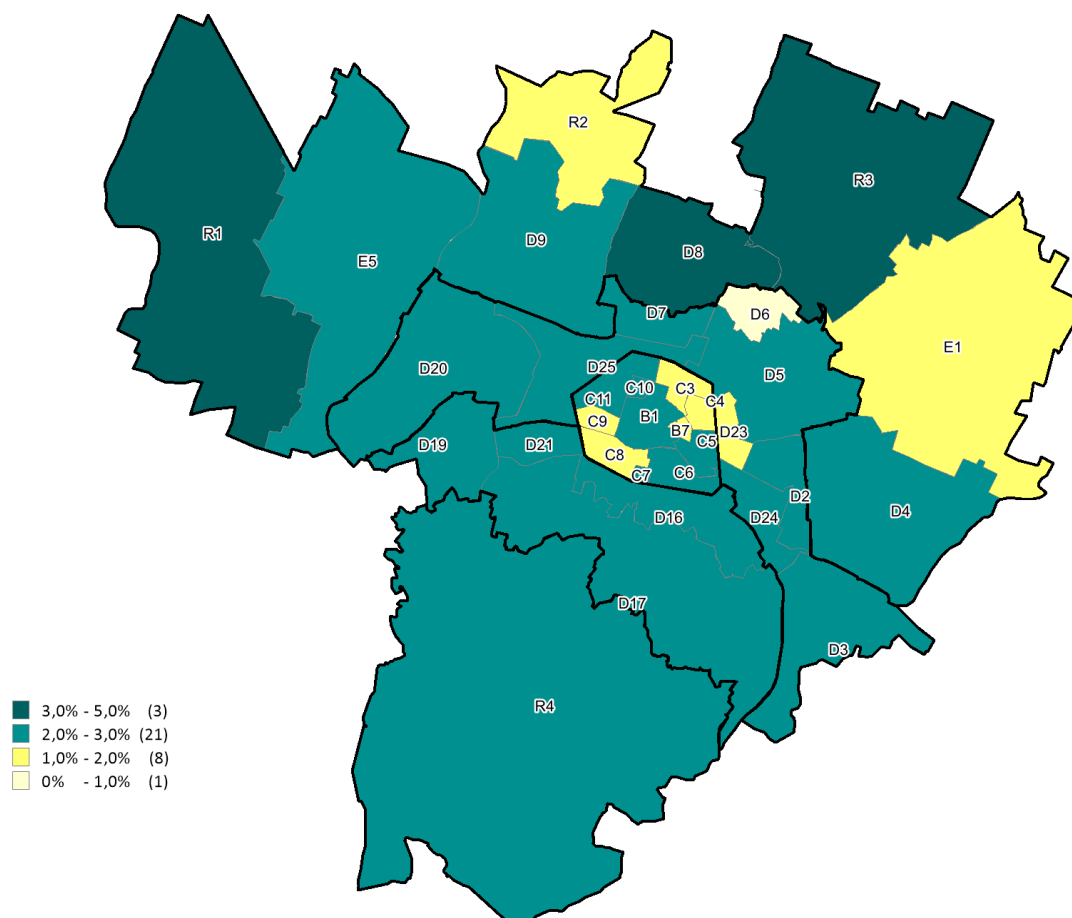 R2
R3
R1
D9
D8
E5
D7
D6
E1
D20
D25
D5
C10
C3
C11
C4
C9
B1
B7
D23
D19
D21
C5
C8
C7
C6
D2
D16
D24
D4
D17
D3
R4
3,0% - 5,0% (3)
2,0% - 3,0% (21)
1,0% - 2,0% (8)
0% - 1,0% (1)